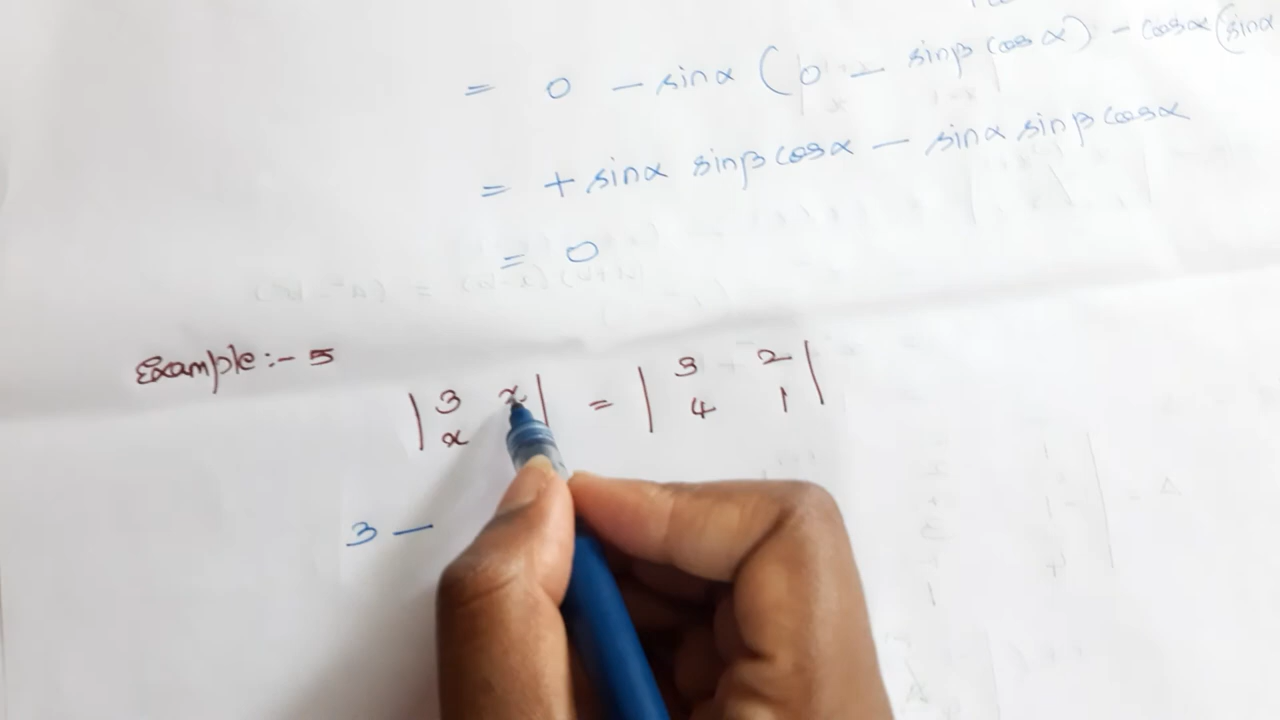 = 0 - sinα (0 - sinβ cosα) - cosα (sinα
= + sinα sinβ cosα - sinα sinβ cosα
= 0
Example:- 5
| 3 x | = | 3 2 |
| x | | 4 1 |
3 -